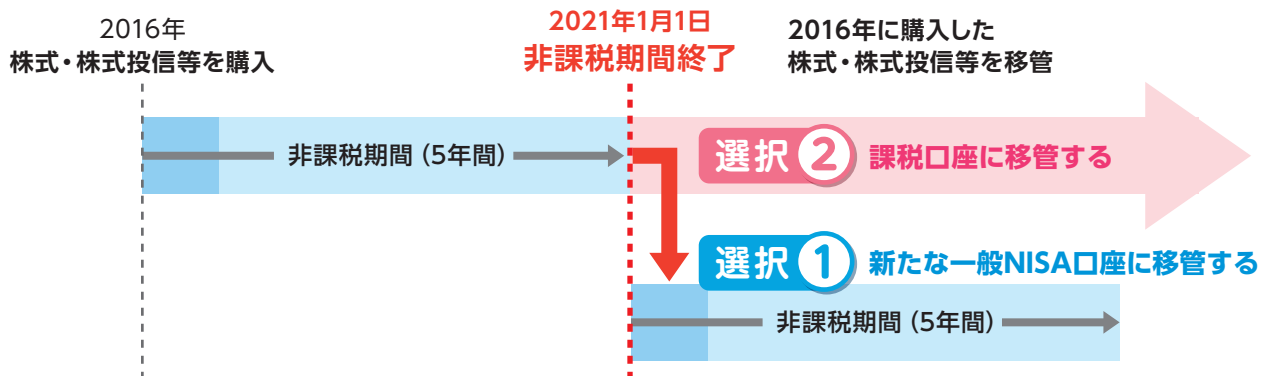 2016年
株式・株式投信等を購入
2021年1月1日
非課税期間終了
2016年に購入した
株式・株式投信等を移管
非課税期間（5年間）
選択 2 課税口座に移管する
選択 1 新たな一般NISA口座に移管する
非課税期間（5年間）